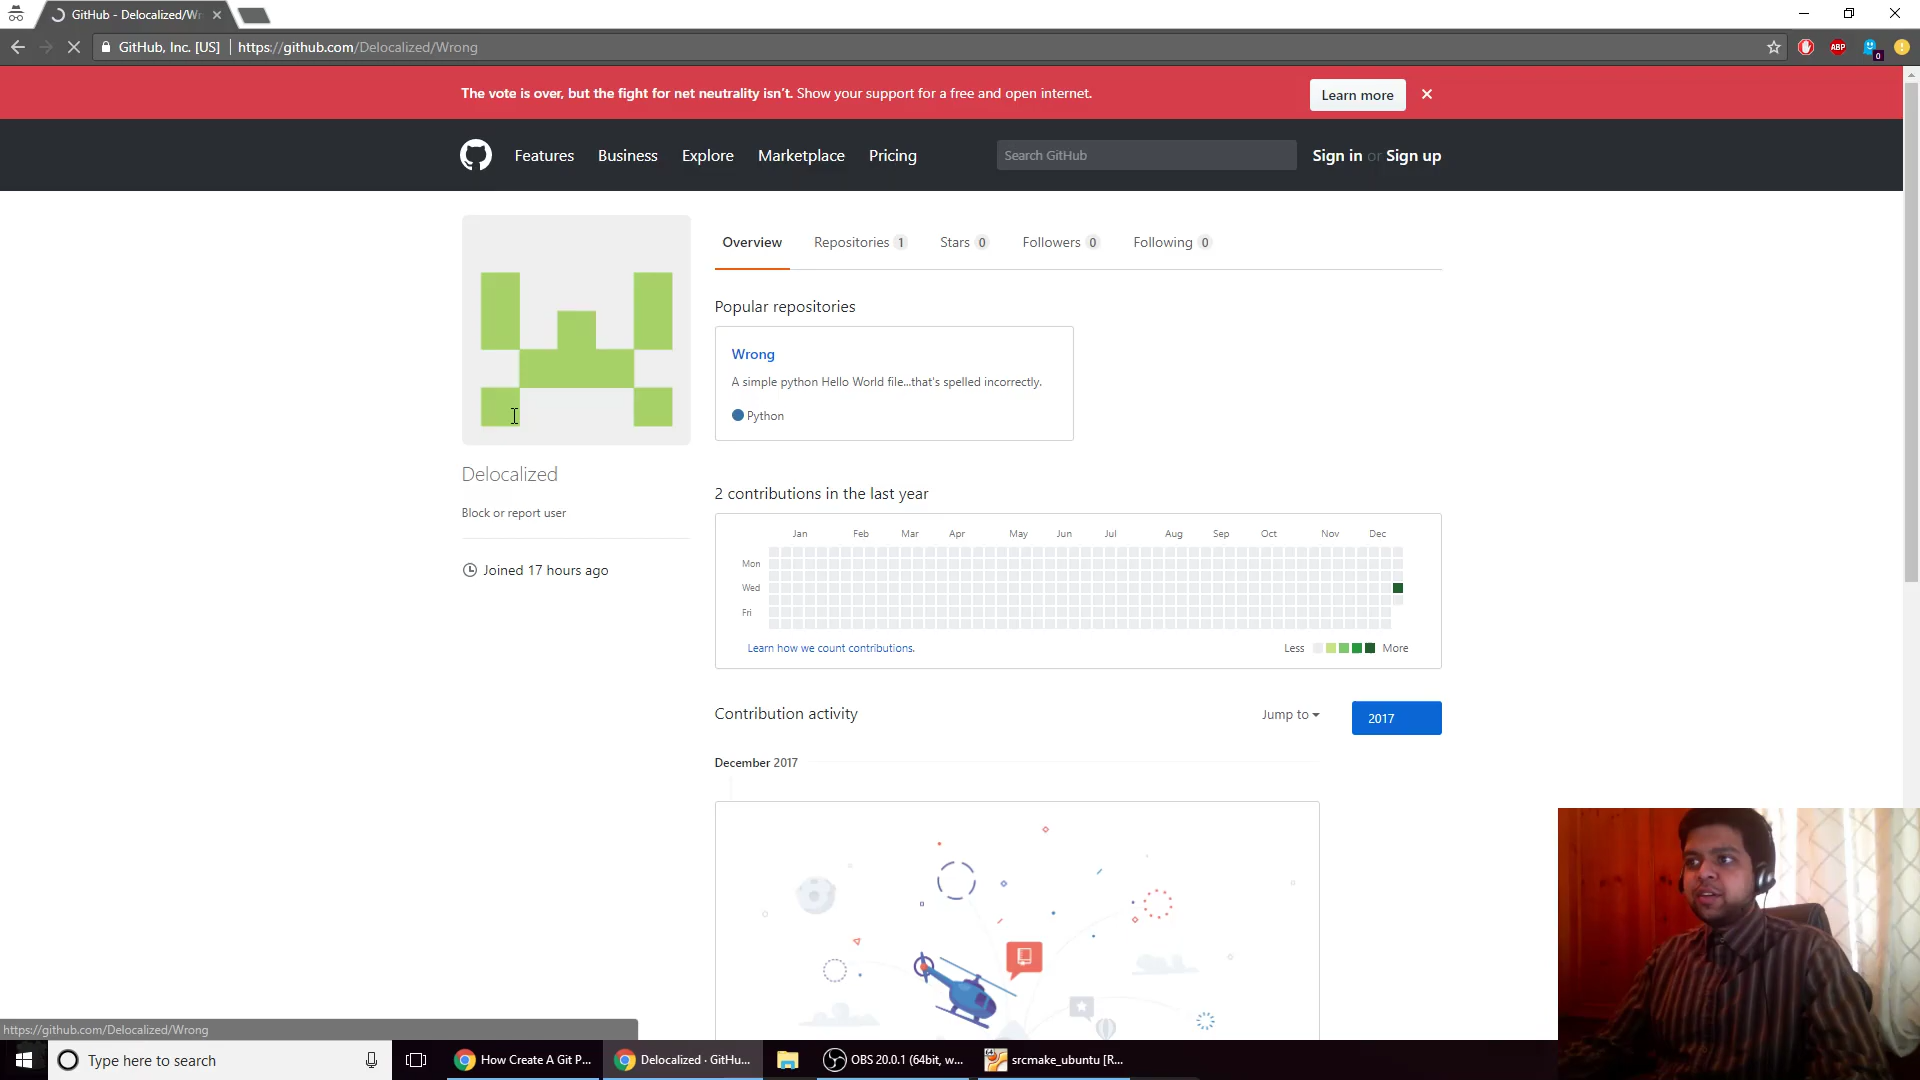 GitHub - Delocalized/Wr
GitHub, Inc. [US] https://github.com/Delocalized/Wrong
ABP
0
The vote is over, but the fight for net neutrality isn't. Show your support for a free and open internet.
Learn more
Features Business Explore Marketplace Pricing
Search GitHub
Sign in or Sign up
Overview Repositories 1 Stars 0 Followers 0 Following 0
Popular repositories
Wrong
A simple python Hello World file...that's spelled incorrectly.
Python
Delocalized
Block or report user
Joined 17 hours ago
2 contributions in the last year
Jan Feb Mar Apr May Jun Jul Aug Sep Oct Nov Dec
Mon
Wed
Fri
Learn how we count contributions.
Less More
Contribution activity
Jump to
2017
December 2017
https://github.com/Delocalized/Wrong
Type here to search
How Create A Git P...
Delocalized · GitHu...
OBS 20.0.1 (64bit, w...
srcmake_ubuntu [R...